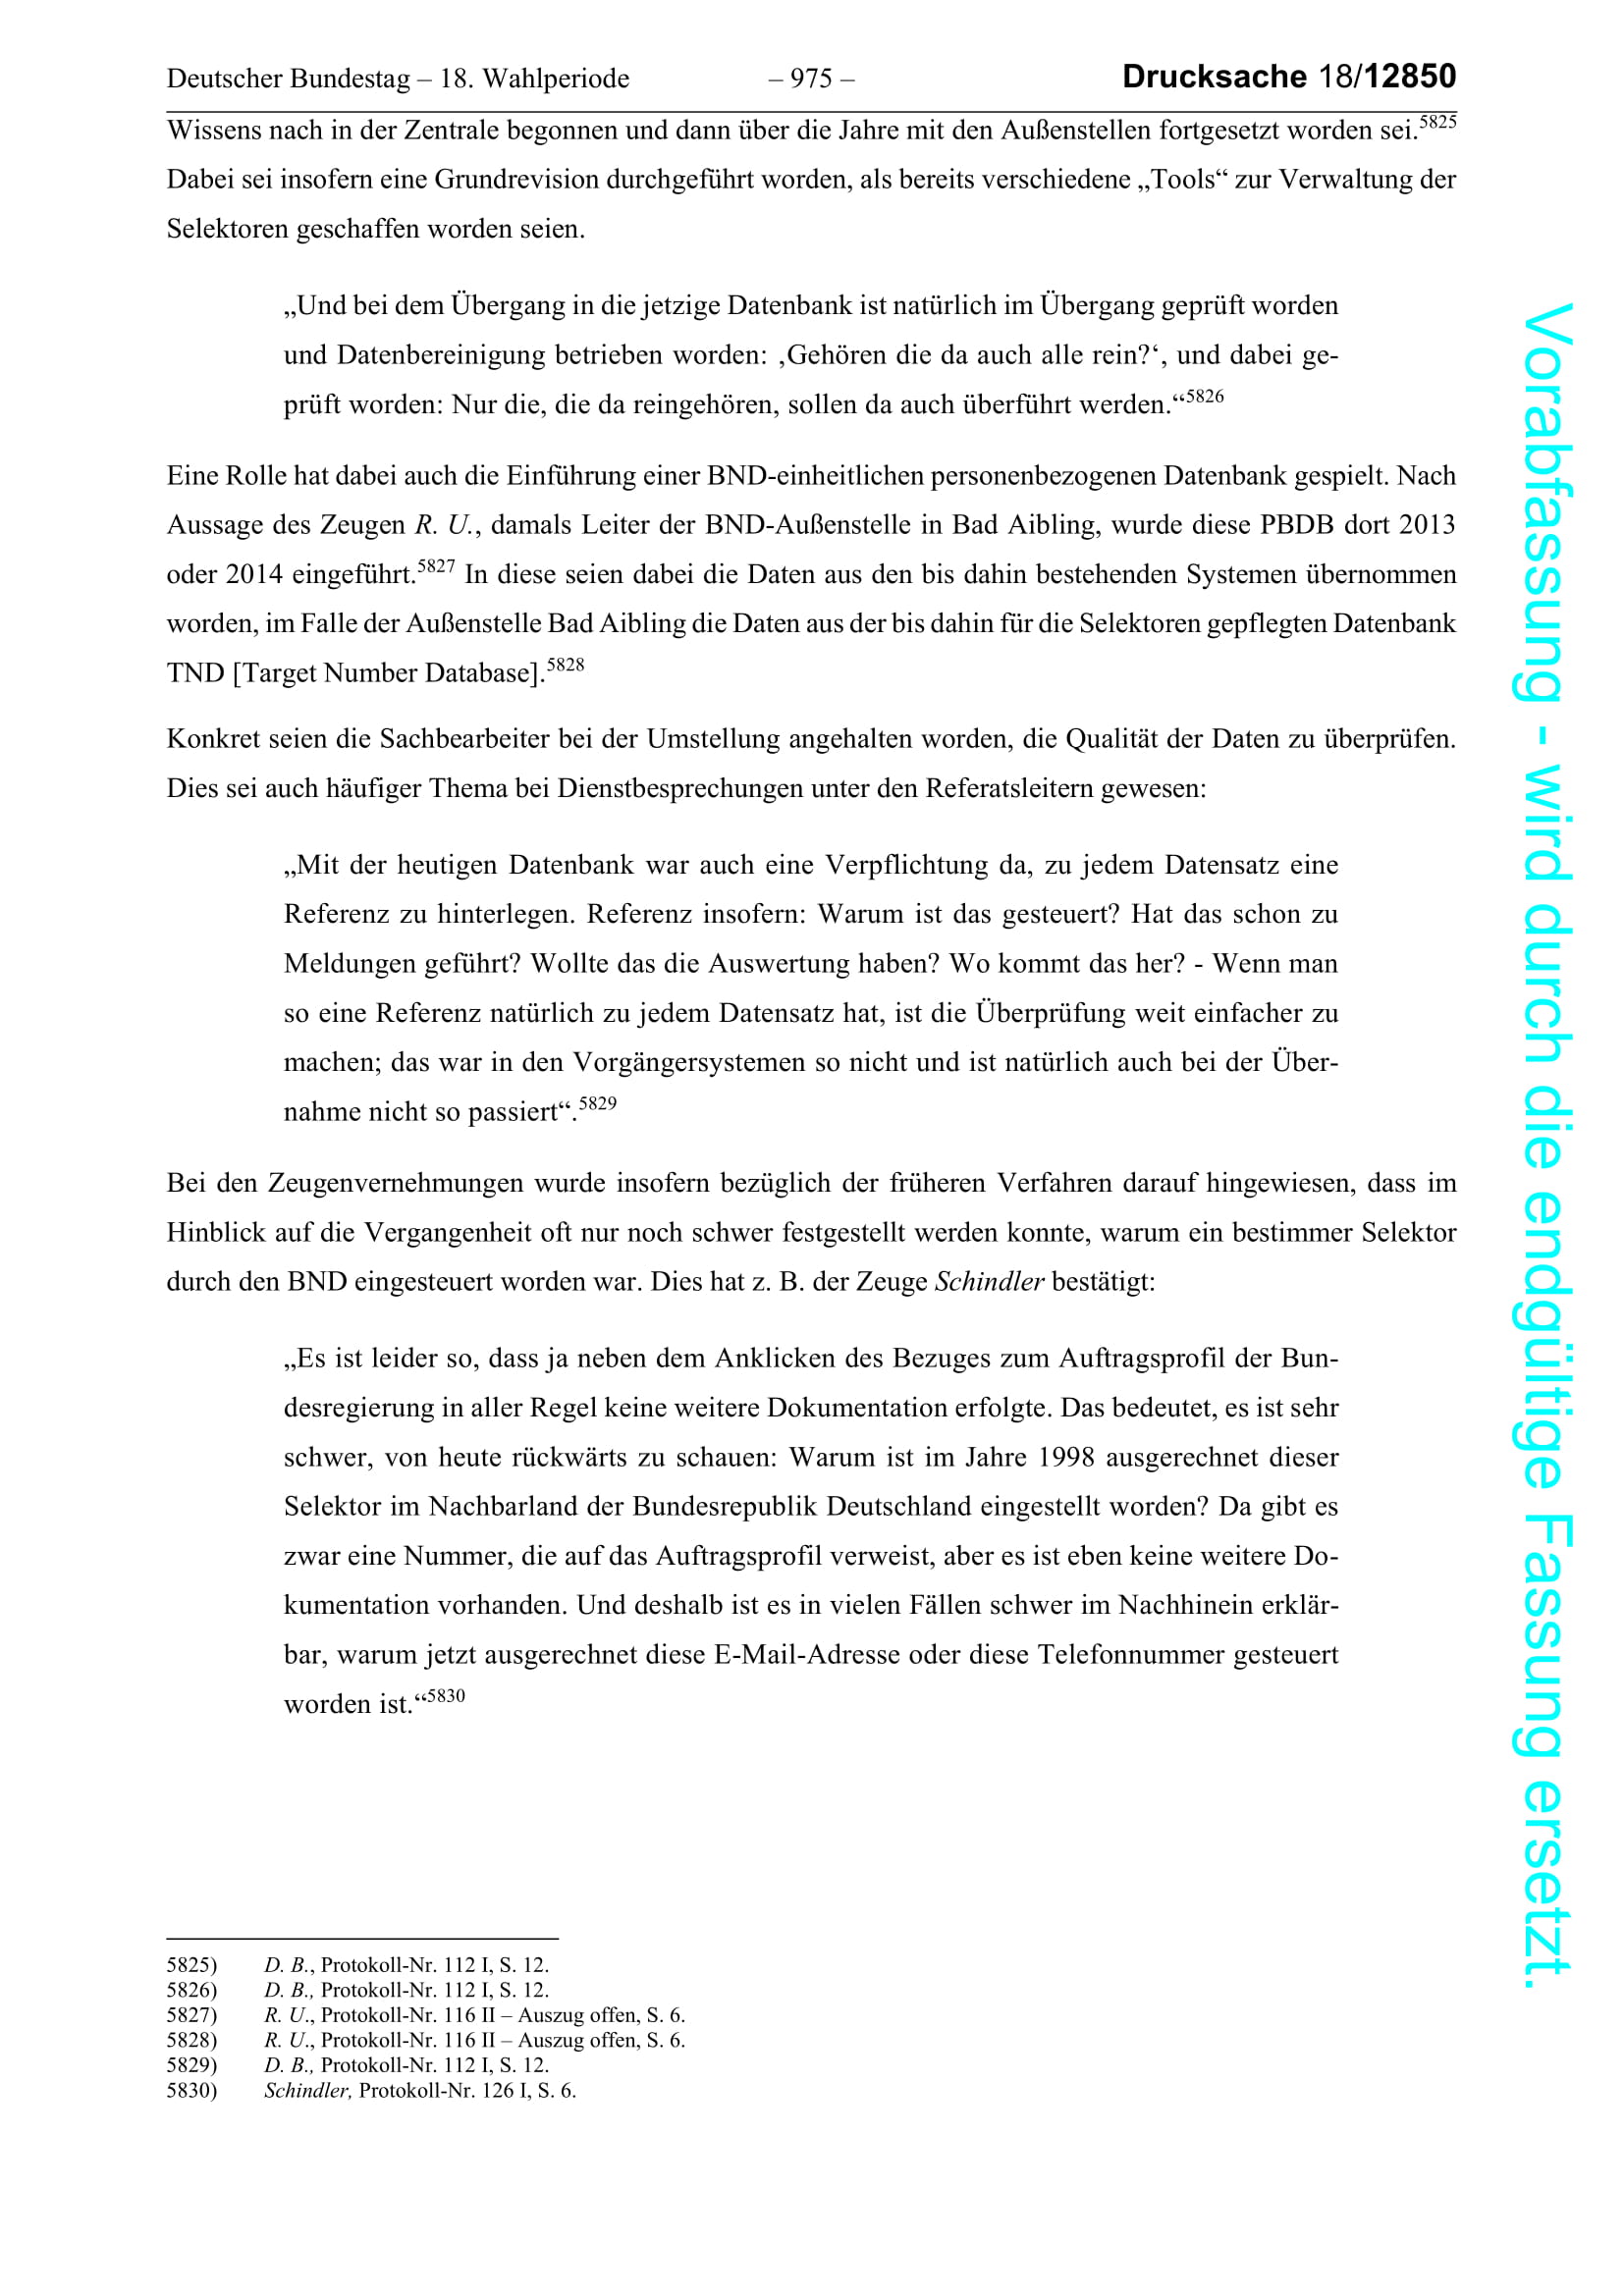 Deutscher Bundestag – 18. Wahlperiode – 975 – Drucksache 18/12850
Wissens nach in der Zentrale begonnen und dann über die Jahre mit den Außenstellen fortgesetzt worden sei.5825
Dabei sei insofern eine Grundrevision durchgeführt worden, als bereits verschiedene „Tools“ zur Verwaltung der
Selektoren geschaffen worden seien.
„Und bei dem Übergang in die jetzige Datenbank ist natürlich im Übergang geprüft worden
und Datenbereinigung betrieben worden: ‚Gehören die da auch alle rein?‘, und dabei ge-
prüft worden: Nur die, die da reingehören, sollen da auch überführt werden.“5826
Eine Rolle hat dabei auch die Einführung einer BND-einheitlichen personenbezogenen Datenbank gespielt. Nach
Aussage des Zeugen R. U., damals Leiter der BND-Außenstelle in Bad Aibling, wurde diese PBDB dort 2013
oder 2014 eingeführt.5827 In diese seien dabei die Daten aus den bis dahin bestehenden Systemen übernommen
worden, im Falle der Außenstelle Bad Aibling die Daten aus der bis dahin für die Selektoren gepflegten Datenbank
TND [Target Number Database].5828
Konkret seien die Sachbearbeiter bei der Umstellung angehalten worden, die Qualität der Daten zu überprüfen.
Dies sei auch häufiger Thema bei Dienstbesprechungen unter den Referatsleitern gewesen:
„Mit der heutigen Datenbank war auch eine Verpflichtung da, zu jedem Datensatz eine
Referenz zu hinterlegen. Referenz insofern: Warum ist das gesteuert? Hat das schon zu
Meldungen geführt? Wollte das die Auswertung haben? Wo kommt das her? - Wenn man
so eine Referenz natürlich zu jedem Datensatz hat, ist die Überprüfung weit einfacher zu
machen; das war in den Vorgängersystemen so nicht und ist natürlich auch bei der Über-
nahme nicht so passiert“.5829
Bei den Zeugenvernehmungen wurde insofern bezüglich der früheren Verfahren darauf hingewiesen, dass im
Hinblick auf die Vergangenheit oft nur noch schwer festgestellt werden konnte, warum ein bestimmer Selektor
durch den BND eingesteuert worden war. Dies hat z. B. der Zeuge Schindler bestätigt:
„Es ist leider so, dass ja neben dem Anklicken des Bezuges zum Auftragsprofil der Bun-
desregierung in aller Regel keine weitere Dokumentation erfolgte. Das bedeutet, es ist sehr
schwer, von heute rückwärts zu schauen: Warum ist im Jahre 1998 ausgerechnet dieser
Selektor im Nachbarland der Bundesrepublik Deutschland eingestellt worden? Da gibt es
zwar eine Nummer, die auf das Auftragsprofil verweist, aber es ist eben keine weitere Do-
kumentation vorhanden. Und deshalb ist es in vielen Fällen schwer im Nachhinein erklär-
bar, warum jetzt ausgerechnet diese E-Mail-Adresse oder diese Telefonnummer gesteuert
worden ist.“5830
5825) D. B., Protokoll-Nr. 112 I, S. 12.
5826) D. B., Protokoll-Nr. 112 I, S. 12.
5827) R. U., Protokoll-Nr. 116 II – Auszug offen, S. 6.
5828) R. U., Protokoll-Nr. 116 II – Auszug offen, S. 6.
5829) D. B., Protokoll-Nr. 112 I, S. 12.
5830) Schindler, Protokoll-Nr. 126 I, S. 6.
Vorabfassung - wird durch die endgültige Fassung ersetzt.